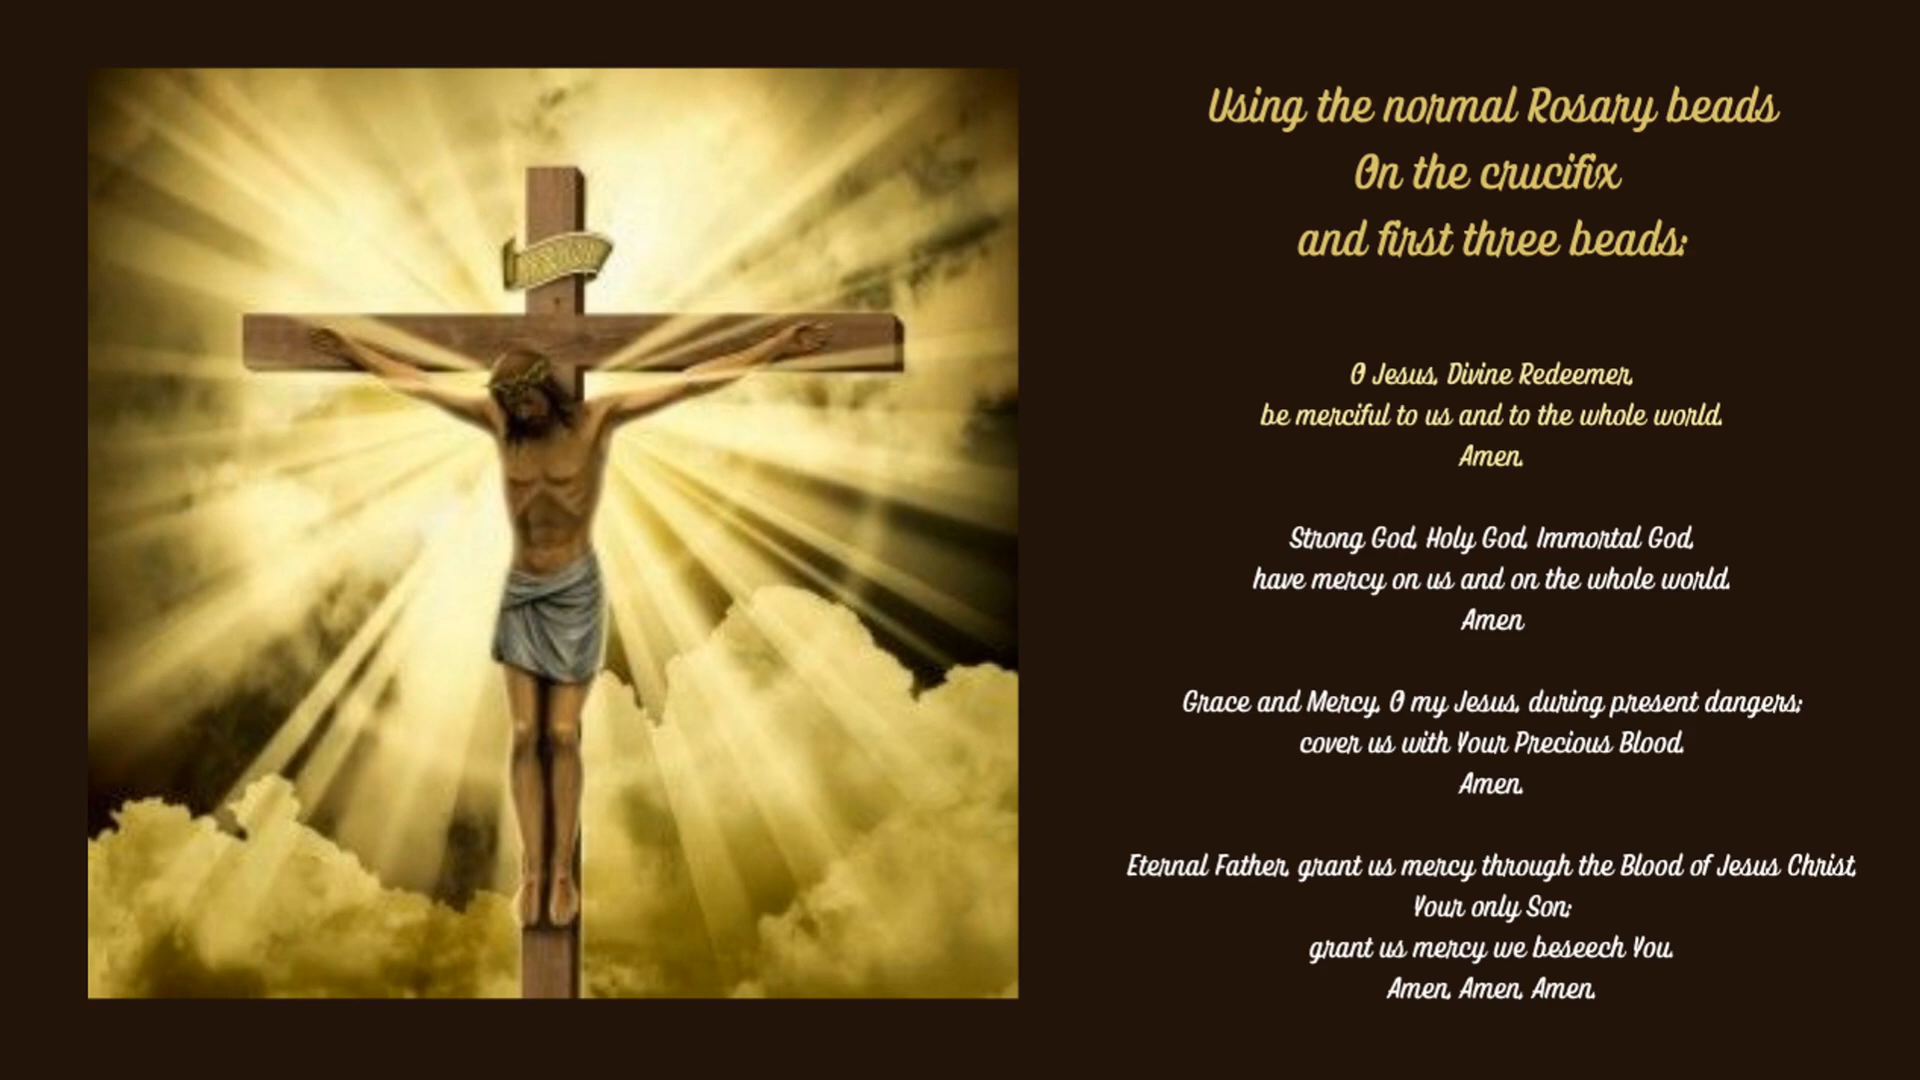 Using the normal Rosary beads
On the crucifix
and first three beads:
O Jesus, Divine Redeemer,
be merciful to us and to the whole world.
Amen.
Strong God, Holy God, Immortal God,
have mercy on us and on the whole world.
Amen
Grace and Mercy, O my Jesus, during present dangers;
cover us with Your Precious Blood.
Amen.
Eternal Father, grant us mercy through the Blood of Jesus Christ,
Your only Son;
grant us mercy we beseech You.
Amen, Amen, Amen.